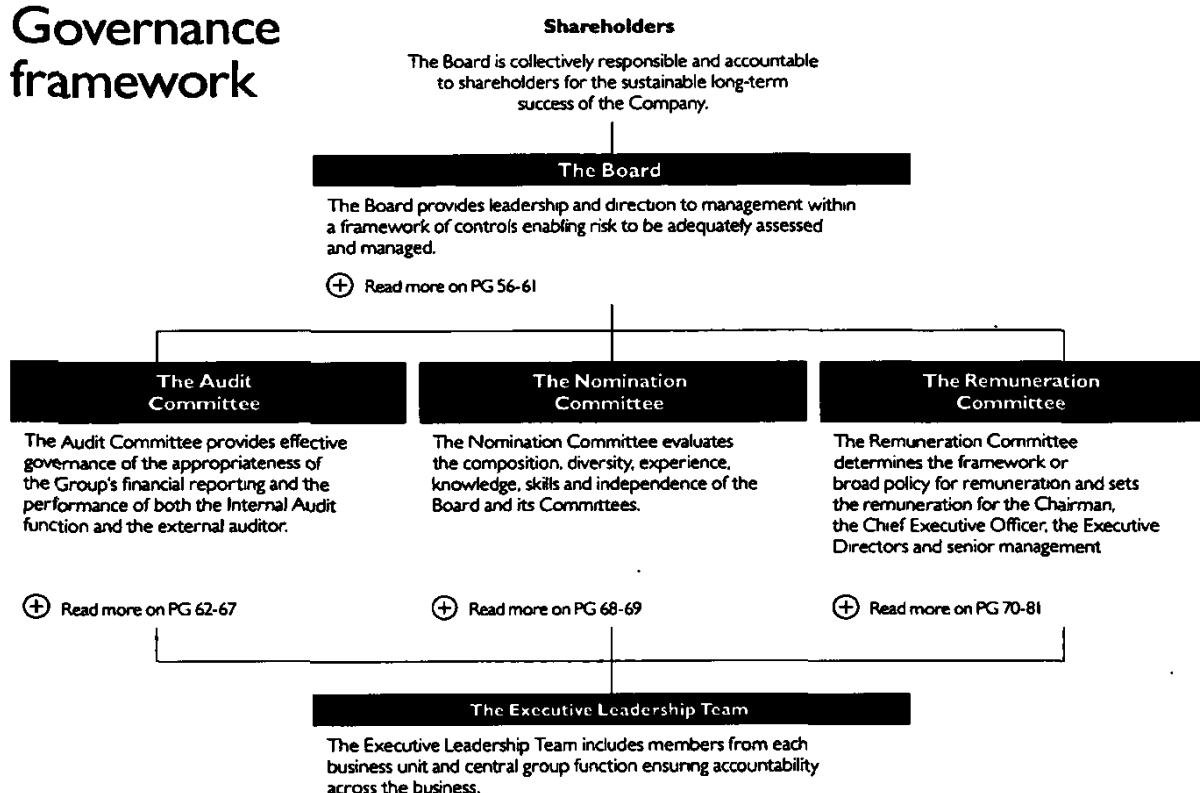 Governance
framework
Shareholders
The Board is collectively responsible and accountable
to shareholders for the sustainable long-term
success of the Company.
The Board
The Board provides leadership and direction to management within
a framework of controls enabling risk to be adequately assessed
and managed.
Read more on PG 56-61
The Audit
Committee
The Audit Committee provides effective
governance of the appropriateness of
the Group's financial reporting and the
performance of both the Internal Audit
function and the external auditor.
Read more on PG 62-67
The Nomination
Committee
The Nomination Committee evaluates
the composition, diversity, experience,
knowledge, skills and independence of the
Board and its Committees.
Read more on PG 68-69
The Remuneration
Committee
The Remuneration Committee
determines the framework or
broad policy for remuneration and sets
the remuneration for the Chairman,
the Chief Executive Officer, the Executive
Directors and senior management
Read more on PG 70-81
The Executive Leadership Team
The Executive Leadership Team includes members from each
business unit and central group function ensuring accountability
across the business.